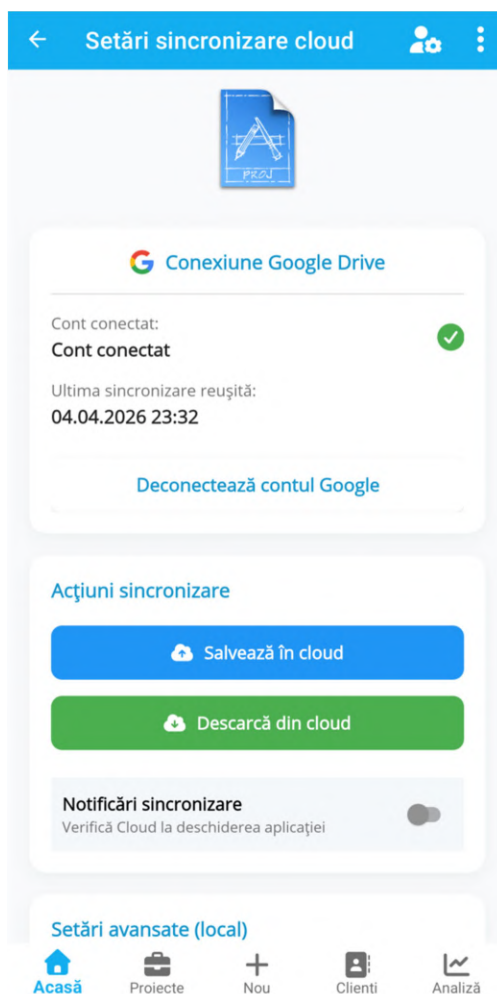 Setări sincronizare cloud
PROJ
Conexiune Google Drive
Cont conectat:
Cont conectat
Ultima sincronizare reușită:
04.04.2026 23:32
Deconectează contul Google
Acțiuni sincronizare
Salvează în cloud
Descarcă din cloud
Notificări sincronizare
Verifică Cloud la deschiderea aplicației
Setări avansate (local)
Acasă Proiecte Nou Clienti Analiză